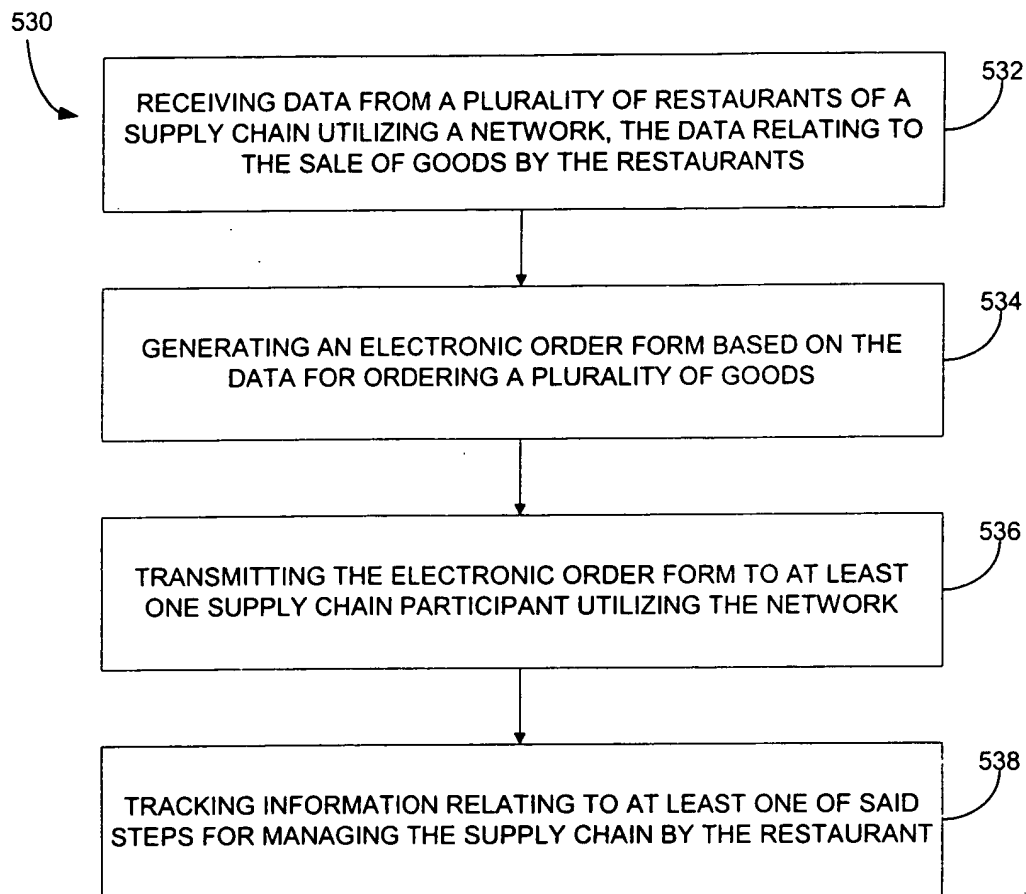 530
532
RECEIVING DATA FROM A PLURALITY OF RESTAURANTS OF A
SUPPLY CHAIN UTILIZING A NETWORK, THE DATA RELATING TO
THE SALE OF GOODS BY THE RESTAURANTS
534
GENERATING AN ELECTRONIC ORDER FORM BASED ON THE
DATA FOR ORDERING A PLURALITY OF GOODS
536
TRANSMITTING THE ELECTRONIC ORDER FORM TO AT LEAST
ONE SUPPLY CHAIN PARTICIPANT UTILIZING THE NETWORK
538
TRACKING INFORMATION RELATING TO AT LEAST ONE OF SAID
STEPS FOR MANAGING THE SUPPLY CHAIN BY THE RESTAURANT